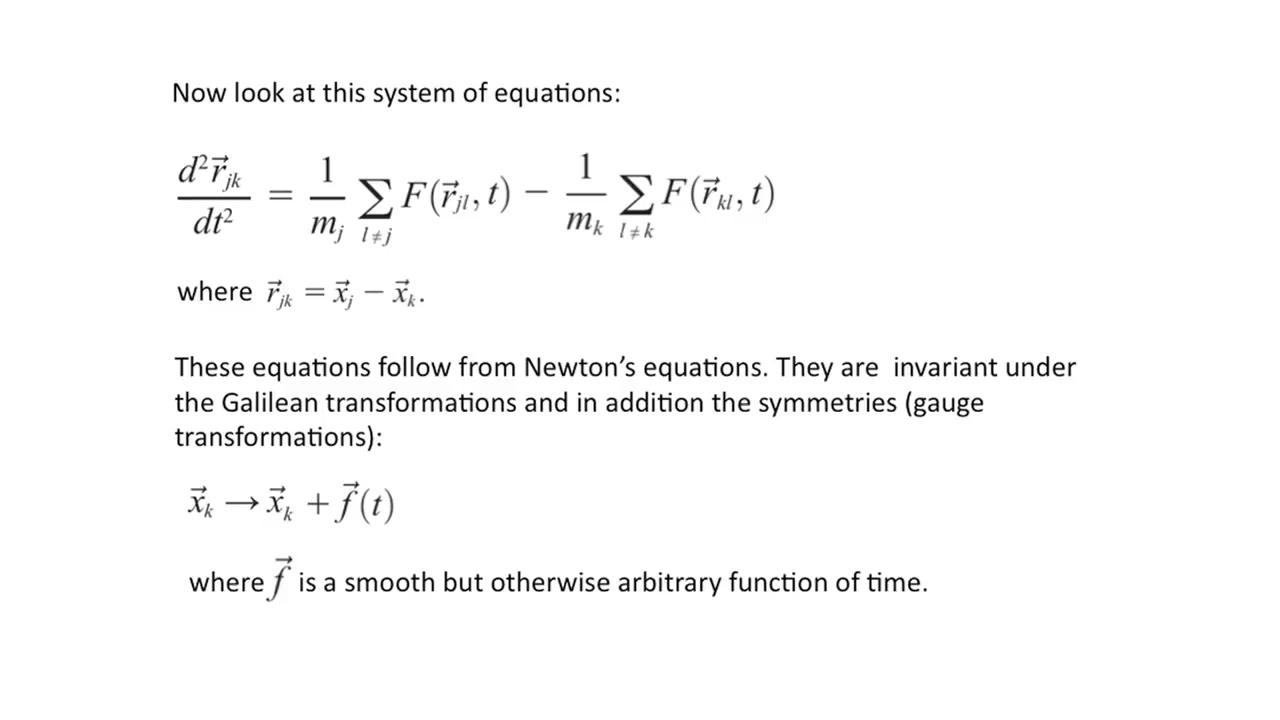 Now look at this system of equations:
d²r⃗_jk / dt² = 1/m_j ∑_{l≠j} F(r⃗_jl, t) − 1/m_k ∑_{l≠k} F(r⃗_kl, t)
where r⃗_jk = x⃗_j − x⃗_k.
These equations follow from Newton’s equations. They are invariant under
the Galilean transformations and in addition the symmetries (gauge
transformations):
x⃗_k → x⃗_k + f⃗(t)
where f⃗ is a smooth but otherwise arbitrary function of time.